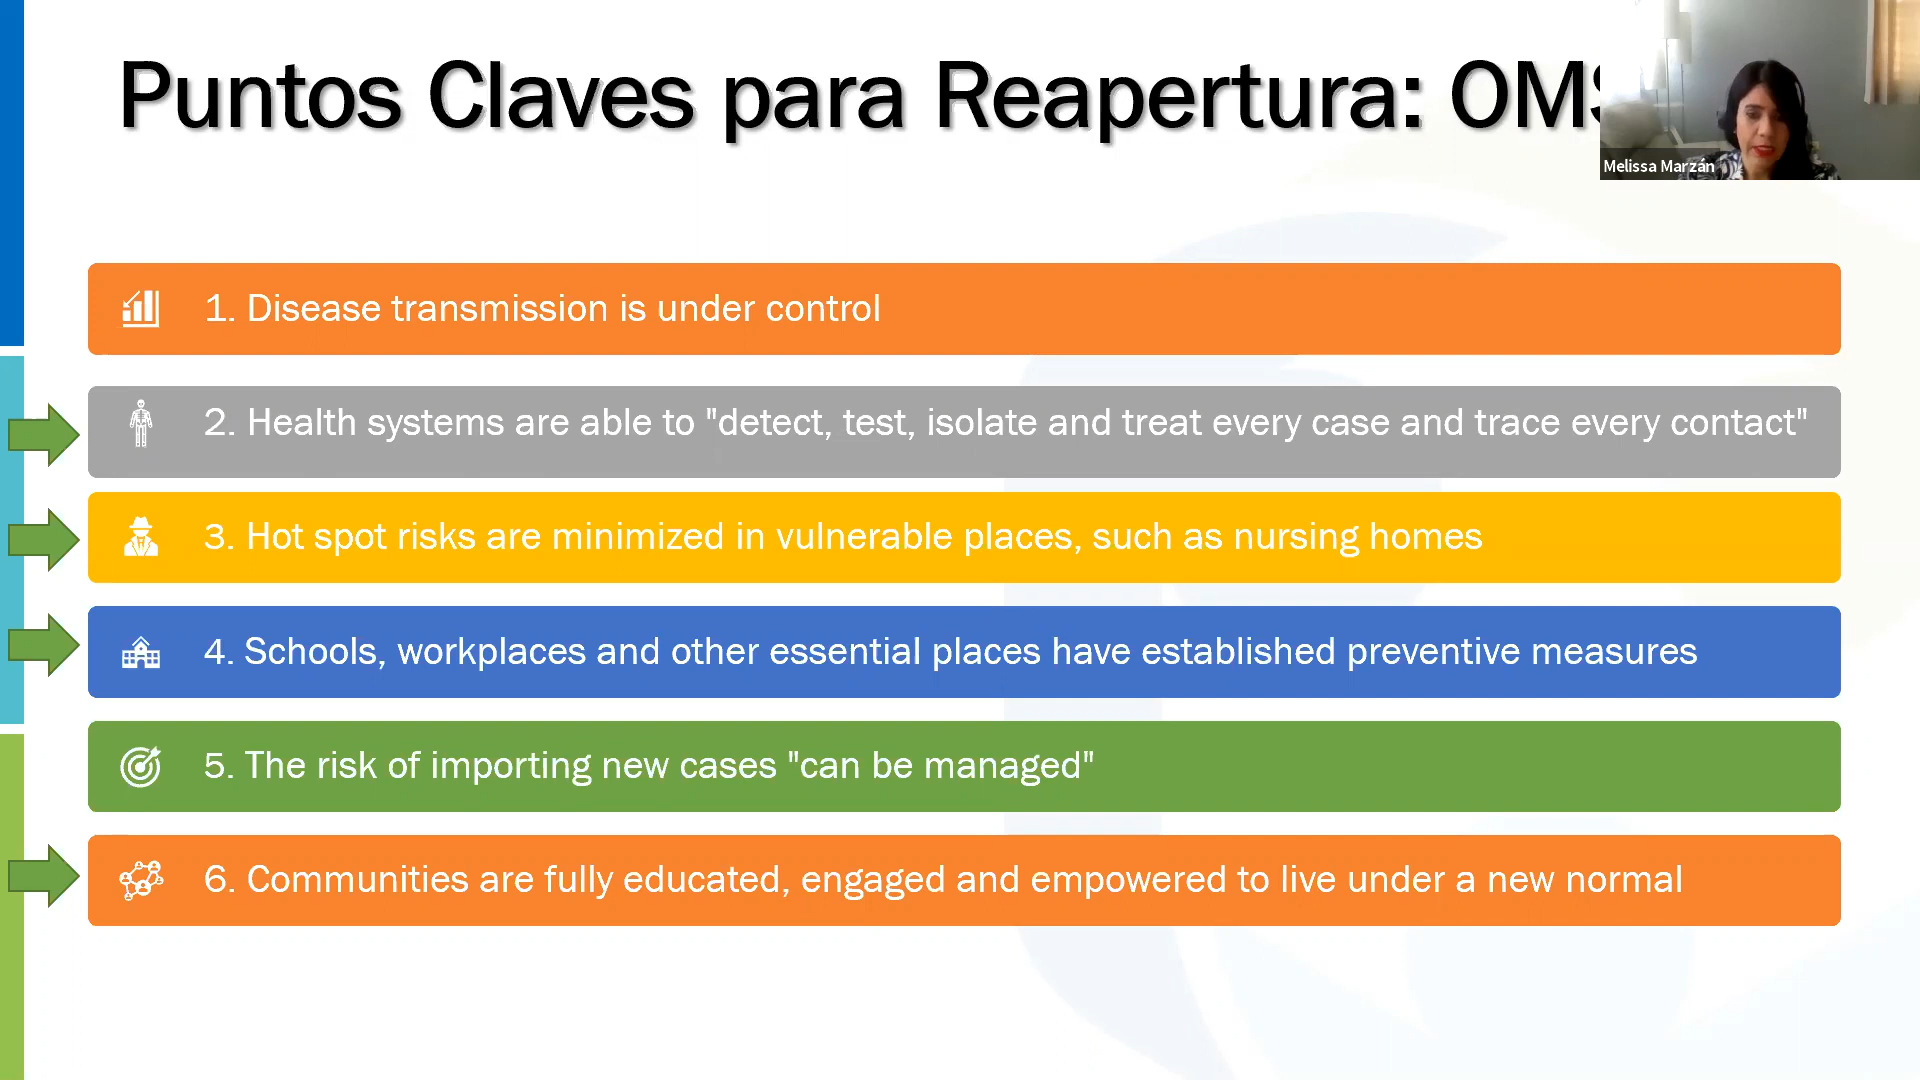 Puntos Claves para Reapertura: OMS
Melissa Marzán
1. Disease transmission is under control
2. Health systems are able to "detect, test, isolate and treat every case and trace every contact"
3. Hot spot risks are minimized in vulnerable places, such as nursing homes
4. Schools, workplaces and other essential places have established preventive measures
5. The risk of importing new cases "can be managed"
6. Communities are fully educated, engaged and empowered to live under a new normal